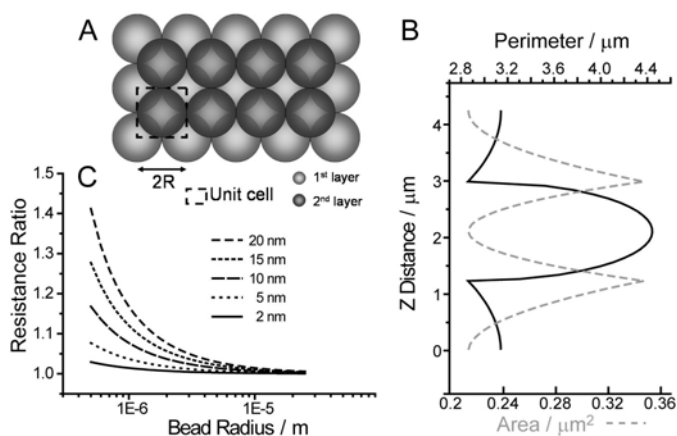 A
B
Perimeter / μm
2.8 3.2 3.6 4.0 4.4
4
3
2
1
0
Z Distance / μm
0.2 0.24 0.28 0.32 0.36
Area / μm²
2R
Unit cell
1st layer
2nd layer
C
1.5
1.4
1.3
1.2
1.1
1.0
Resistance Ratio
20 nm
15 nm
10 nm
5 nm
2 nm
1E-6 1E-5
Bead Radius / m